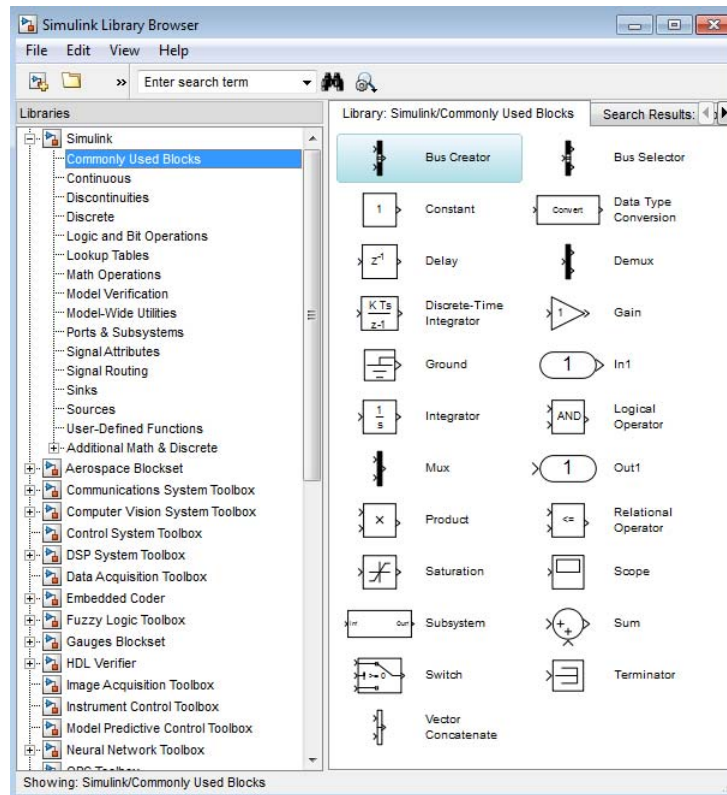 Simulink Library Browser
File Edit View Help
» Enter search term
Libraries
Simulink
Commonly Used Blocks
Continuous
Discontinuities
Discrete
Logic and Bit Operations
Lookup Tables
Math Operations
Model Verification
Model-Wide Utilities
Ports & Subsystems
Signal Attributes
Signal Routing
Sinks
Sources
User-Defined Functions
Additional Math & Discrete
Aerospace Blockset
Communications System Toolbox
Computer Vision System Toolbox
Control System Toolbox
DSP System Toolbox
Data Acquisition Toolbox
Embedded Coder
Fuzzy Logic Toolbox
Gauges Blockset
HDL Verifier
Image Acquisition Toolbox
Instrument Control Toolbox
Model Predictive Control Toolbox
Neural Network Toolbox
Library: Simulink/Commonly Used Blocks Search Results:
Bus Creator
Bus Selector
1 Constant
Convert Data Type
Conversion
z-1 Delay
Demux
K Ts
z-1
Discrete-Time
Integrator
1 Gain
Ground
1 In1
1
s
Integrator
AND Logical
Operator
Mux
1 Out1
× Product
<= Relational
Operator
Saturation
Scope
Subsystem
+
+
Sum
Switch
Terminator
Vector
Concatenate
Showing: Simulink/Commonly Used Blocks